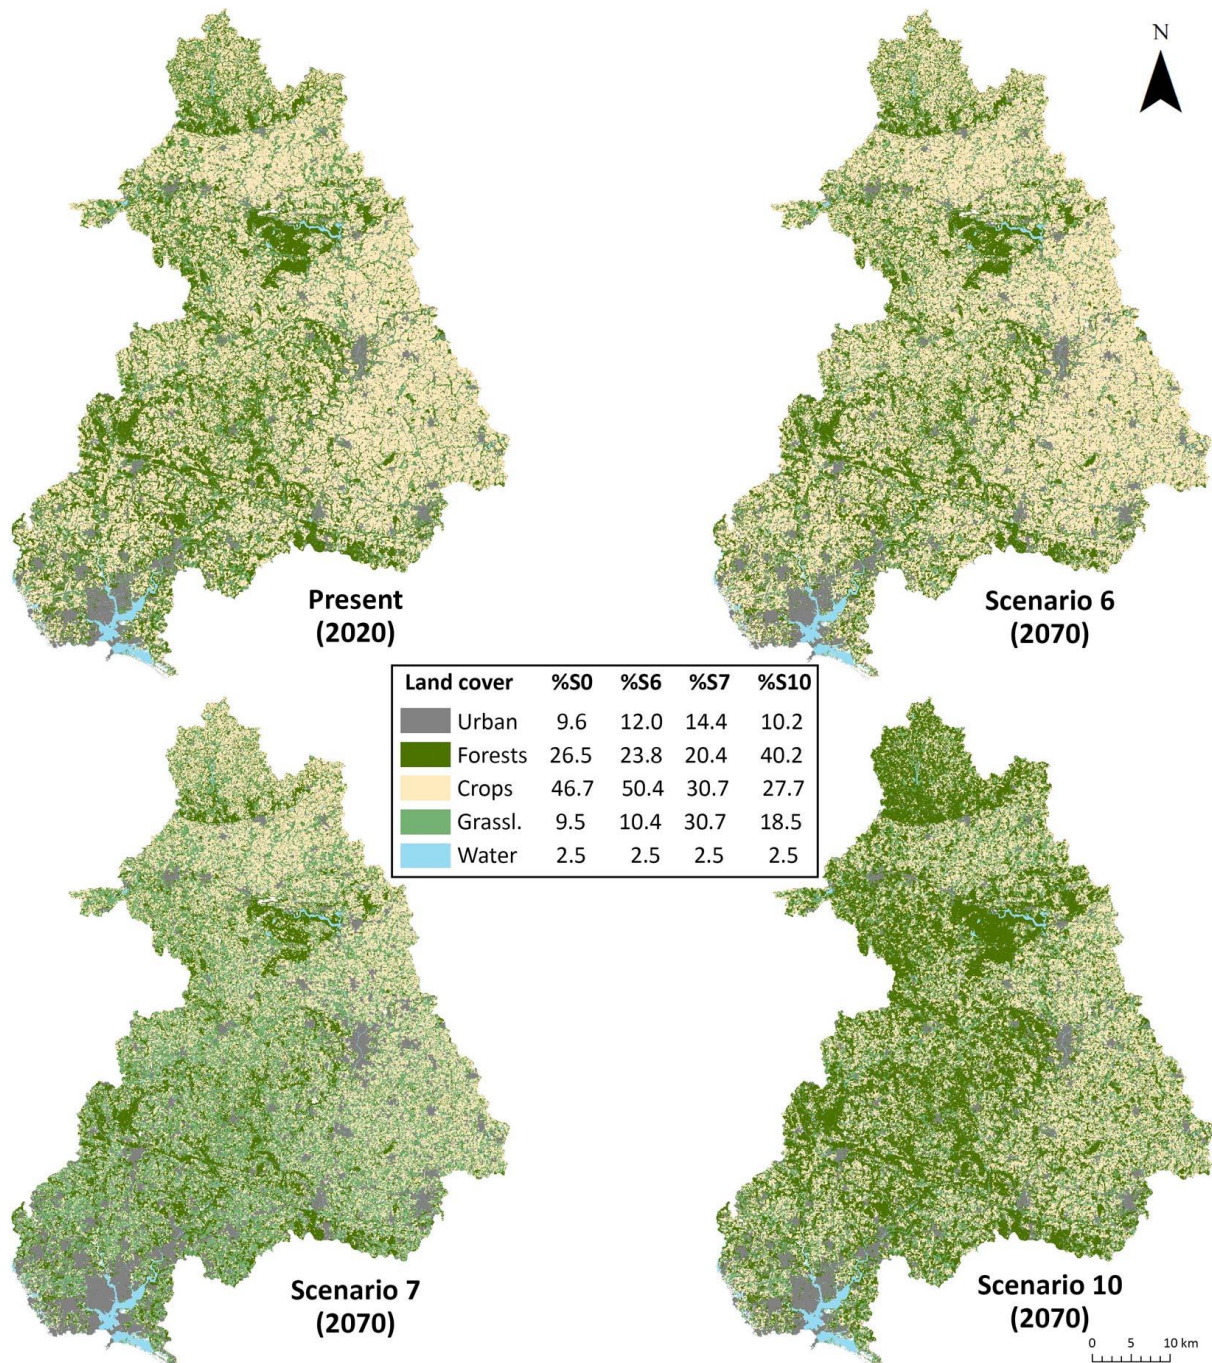 N
Present
(2020)
Scenario 6
(2070)
Land cover %S0 %S6 %S7 %S10
Urban 9.6 12.0 14.4 10.2
Forests 26.5 23.8 20.4 40.2
Crops 46.7 50.4 30.7 27.7
Grassl. 9.5 10.4 30.7 18.5
Water 2.5 2.5 2.5 2.5
Scenario 7
(2070)
Scenario 10
(2070)
0 5 10 km